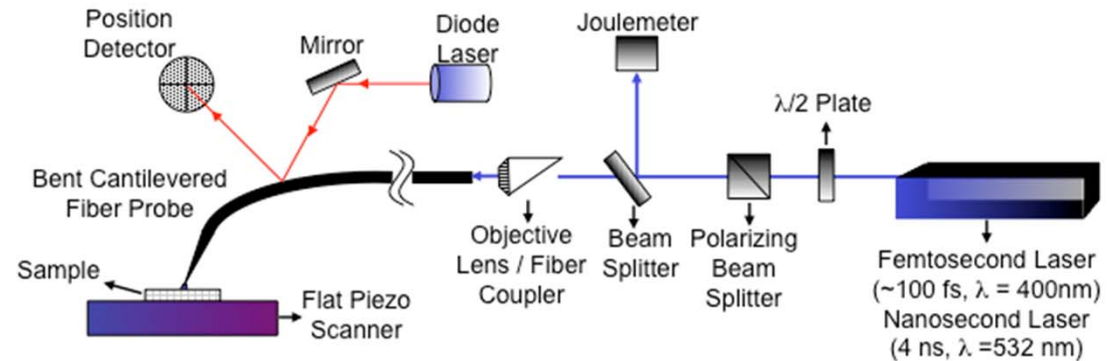 Position
Detector
Mirror
Diode
Laser
Joulemeter
λ/2 Plate
Bent Cantilevered
Fiber Probe
Sample
Flat Piezo
Scanner
Objective
Lens / Fiber
Coupler
Beam
Splitter
Polarizing
Beam
Splitter
Femtosecond Laser
(~100 fs, λ = 400nm)
Nanosecond Laser
(4 ns, λ =532 nm)